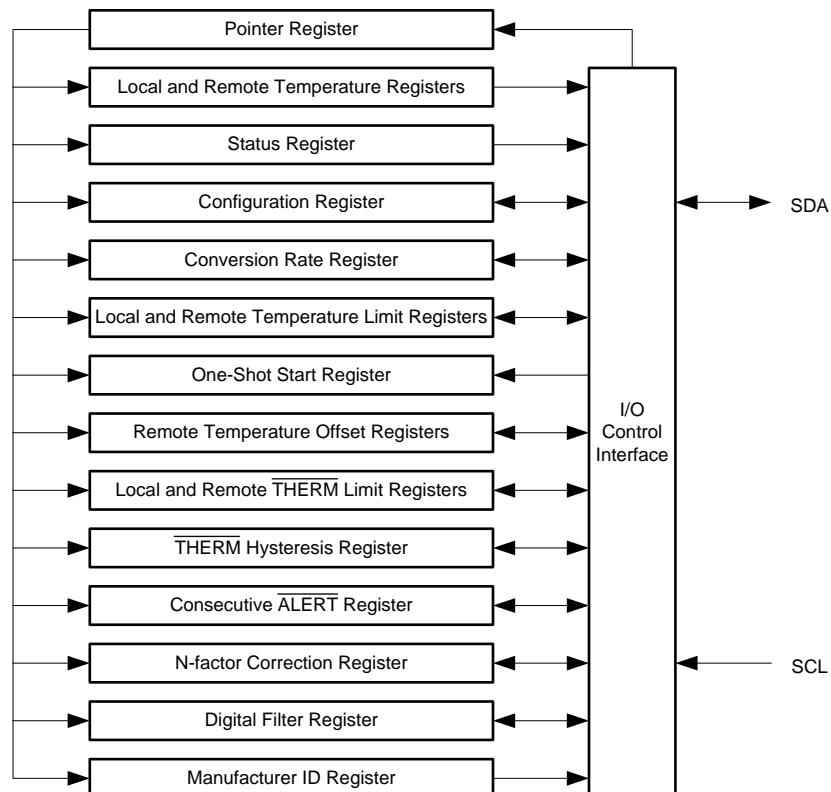 Pointer Register
Local and Remote Temperature Registers
Status Register
Configuration Register
SDA
Conversion Rate Register
Local and Remote Temperature Limit Registers
One-Shot Start Register
I/O
Control
Interface
Remote Temperature Offset Registers
Local and Remote THERM Limit Registers
THERM Hysteresis Register
Consecutive ALERT Register
N-factor Correction Register
SCL
Digital Filter Register
Manufacturer ID Register